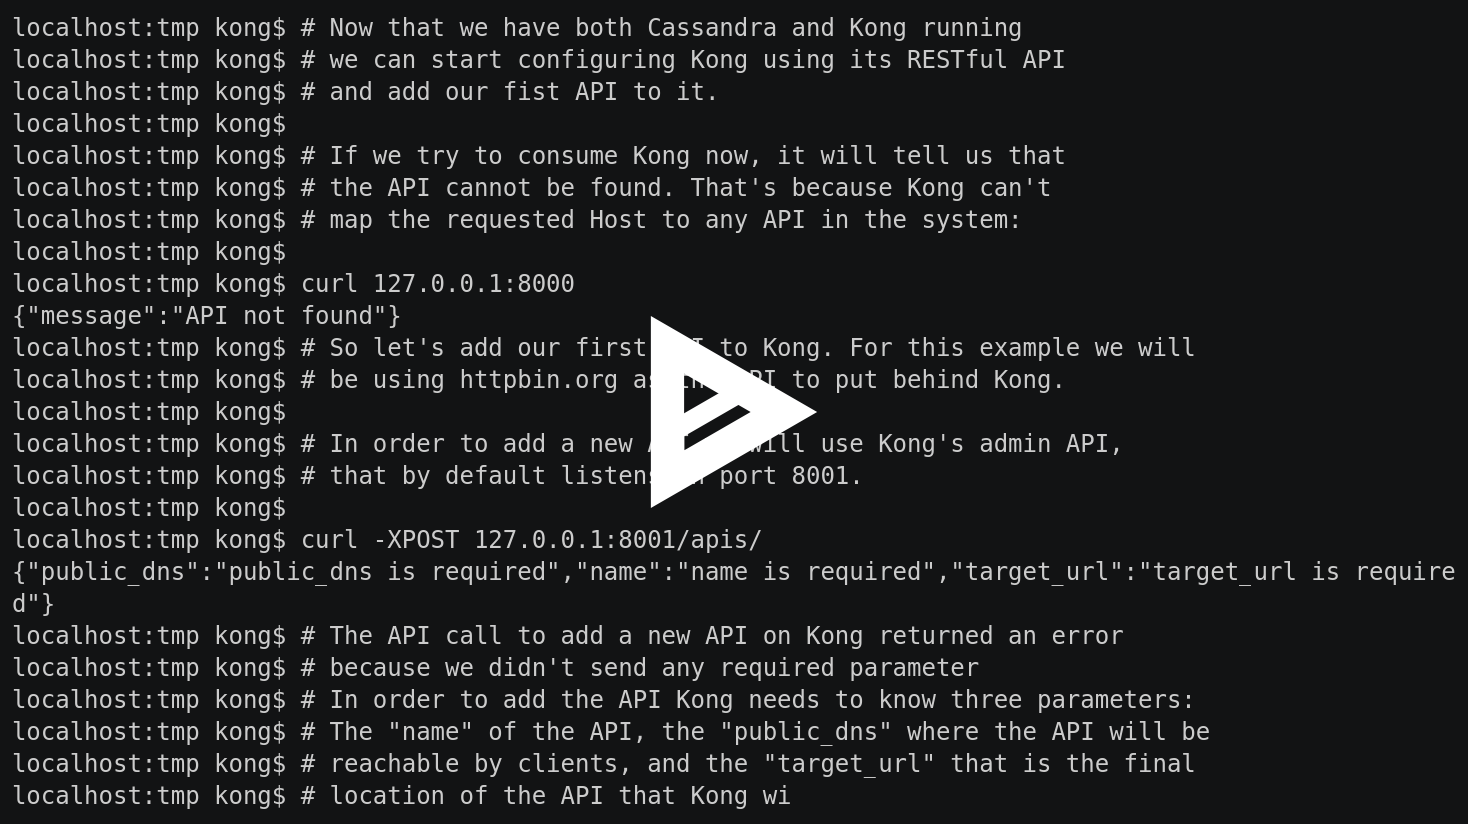 localhost:tmp kong$ # Now that we have both Cassandra and Kong running
localhost:tmp kong$ # we can start configuring Kong using its RESTful API
localhost:tmp kong$ # and add our fist API to it.
localhost:tmp kong$
localhost:tmp kong$ # If we try to consume Kong now, it will tell us that
localhost:tmp kong$ # the API cannot be found. That's because Kong can't
localhost:tmp kong$ # map the requested Host to any API in the system:
localhost:tmp kong$
localhost:tmp kong$ curl 127.0.0.1:8000
{"message":"API not found"}
localhost:tmp kong$ # So let's add our first API to Kong. For this example we will
localhost:tmp kong$ # be using httpbin.org as API to put behind Kong.
localhost:tmp kong$
localhost:tmp kong$ # In order to add a new will use Kong's admin API,
localhost:tmp kong$ # that by default listens port 8001.
localhost:tmp kong$
localhost:tmp kong$ curl -XPOST 127.0.0.1:8001/apis/
{"public_dns":"public_dns is required","name":"name is required","target_url":"target_url is require
d"}
localhost:tmp kong$ # The API call to add a new API on Kong returned an error
localhost:tmp kong$ # because we didn't send any required parameter
localhost:tmp kong$ # In order to add the API Kong needs to know three parameters:
localhost:tmp kong$ # The "name" of the API, the "public_dns" where the API will be
localhost:tmp kong$ # reachable by clients, and the "target_url" that is the final
localhost:tmp kong$ # location of the API that Kong wi